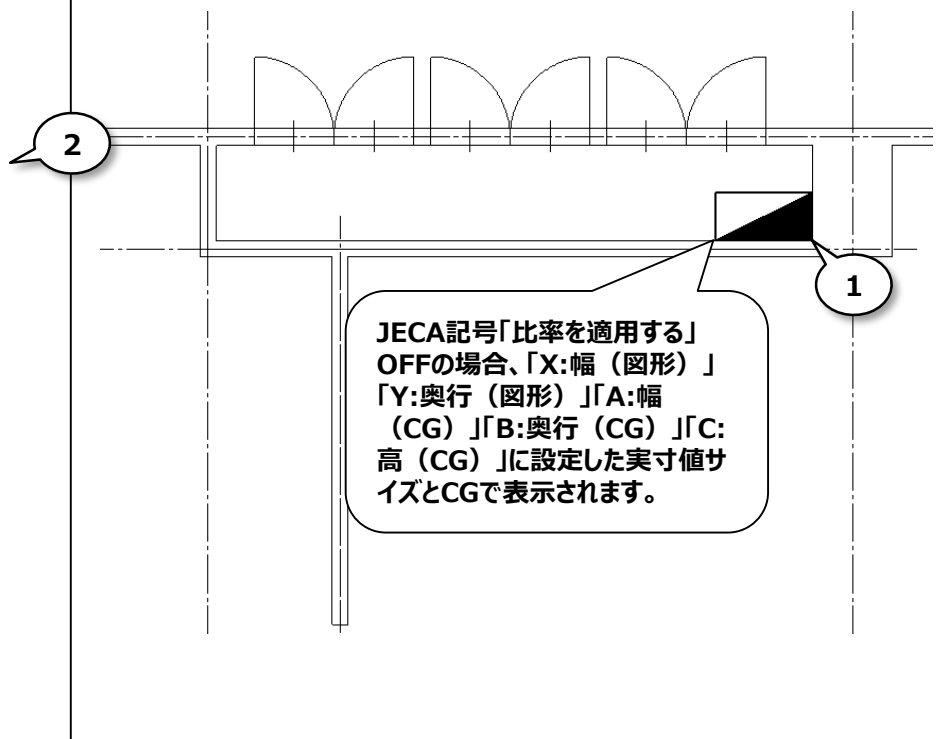 2
1
JECA記号｢比率を適用する｣
OFFの場合､｢X:幅（図形）｣
｢Y:奥行（図形）｣｢A:幅
（CG）｣｢B:奥行（CG）｣｢C:
高（CG）｣に設定した実寸値サ
イズとCGで表示されます。